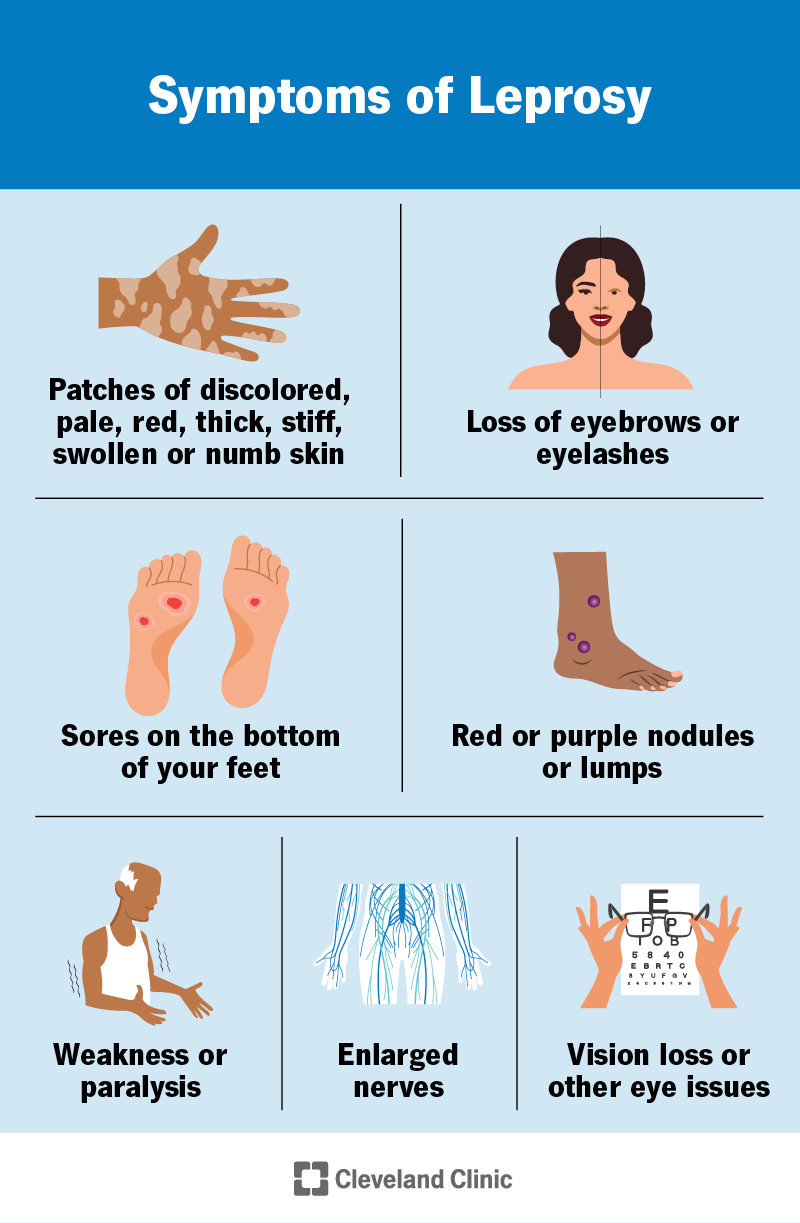 Symptoms of Leprosy
Patches of discolored,
pale, red, thick, stiff,
swollen or numb skin
Loss of eyebrows or
eyelashes
Sores on the bottom
of your feet
Red or purple nodules
or lumps
E
F P
T O B
5 8 4 0
E B R T C
S Y U F G V
Weakness or
paralysis
Enlarged
nerves
Vision loss or
other eye issues
Cleveland Clinic